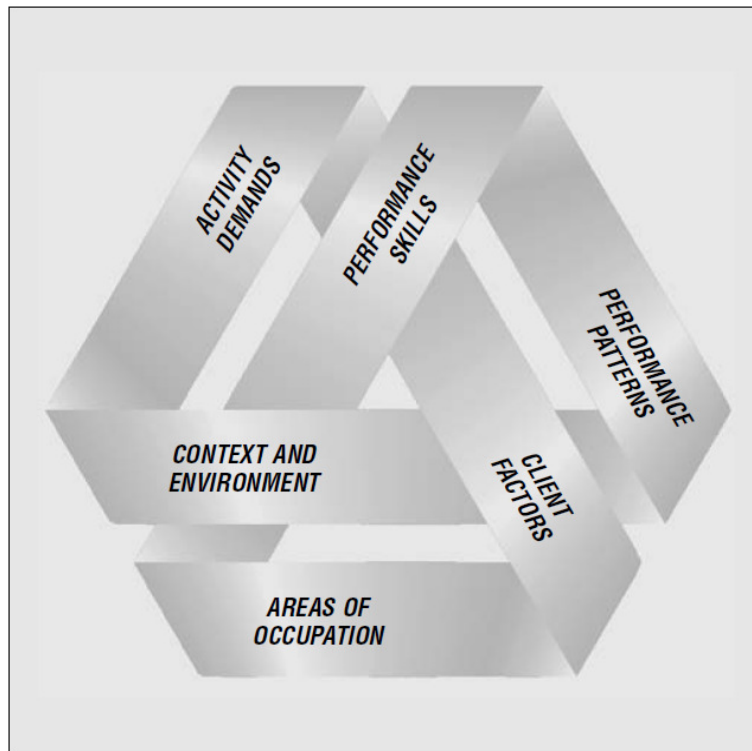 ACTIVITY
DEMANDS
PERFORMANCE
SKILLS
PERFORMANCE
PATTERNS
CONTEXT AND
ENVIRONMENT
CLIENT
FACTORS
AREAS OF
OCCUPATION